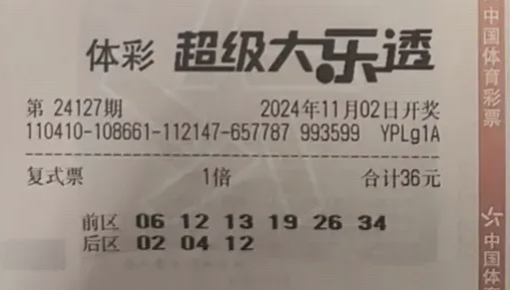 体彩 超级大乐透
第 24127期 2024年11月02日开奖
110410-108661-112147-657787 993599 YPLg1A
复式票 1倍 合计36元
前区 06 12 13 19 26 34
后区 02 04 12
中国体育彩票
中国体育